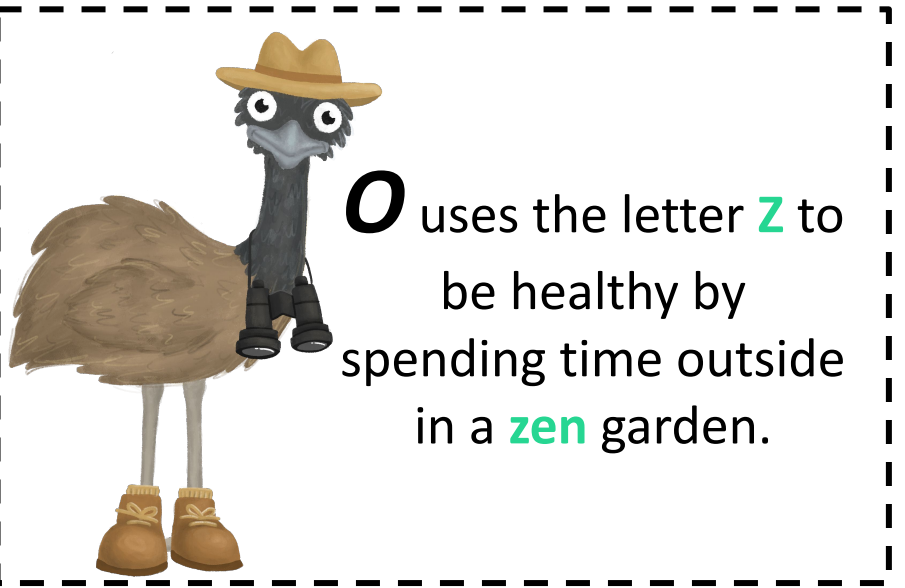 O uses the letter Z to
be healthy by
spending time outside
in a zen garden.